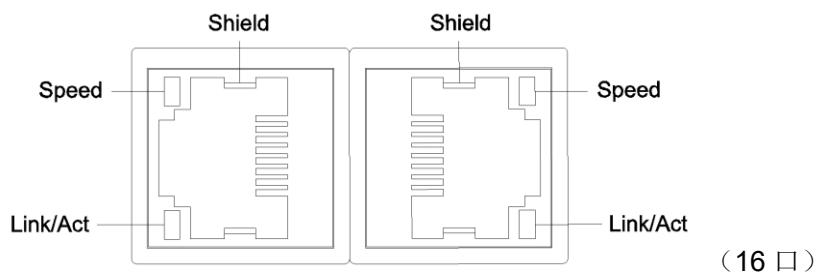 Shield Shield
Speed Speed
Link/Act Link/Act
（16 口）